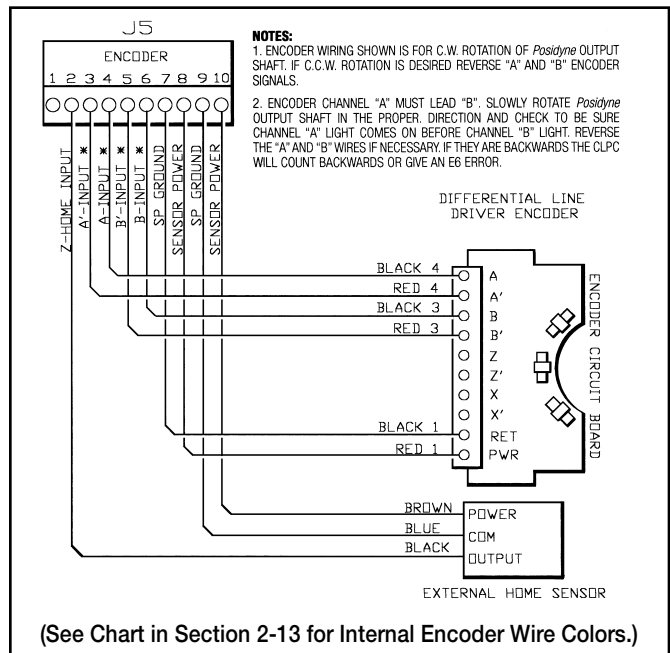 J5
ENCODER
1 2 3 4 5 6 7 8 9 10
Z-HOME INPUT
A'-INPUT *
A-INPUT *
B'-INPUT *
B-INPUT *
SP GROUND
SENSOR POWER
SP GROUND
SENSOR POWER
NOTES:
1. ENCODER WIRING SHOWN IS FOR C.W. ROTATION OF Posidyne OUTPUT
SHAFT. IF C.C.W. ROTATION IS DESIRED REVERSE "A" AND "B" ENCODER
SIGNALS.
2. ENCODER CHANNEL "A" MUST LEAD "B". SLOWLY ROTATE Posidyne
OUTPUT SHAFT IN THE PROPER. DIRECTION AND CHECK TO BE SURE
CHANNEL "A" LIGHT COMES ON BEFORE CHANNEL "B" LIGHT. REVERSE
THE "A" AND "B" WIRES IF NECESSARY. IF THEY ARE BACKWARDS THE CLPC
WILL COUNT BACKWARDS OR GIVE AN E6 ERROR.
DIFFERENTIAL LINE
DRIVER ENCODER
BLACK 4 A
RED 4 A'
BLACK 3 B
RED 3 B'
Z
Z'
X
X'
BLACK 1 RET
RED 1 PWR
ENCODER CIRCUIT BOARD
BROWN POWER
BLUE COM
BLACK OUTPUT
EXTERNAL HOME SENSOR
(See Chart in Section 2-13 for Internal Encoder Wire Colors.)